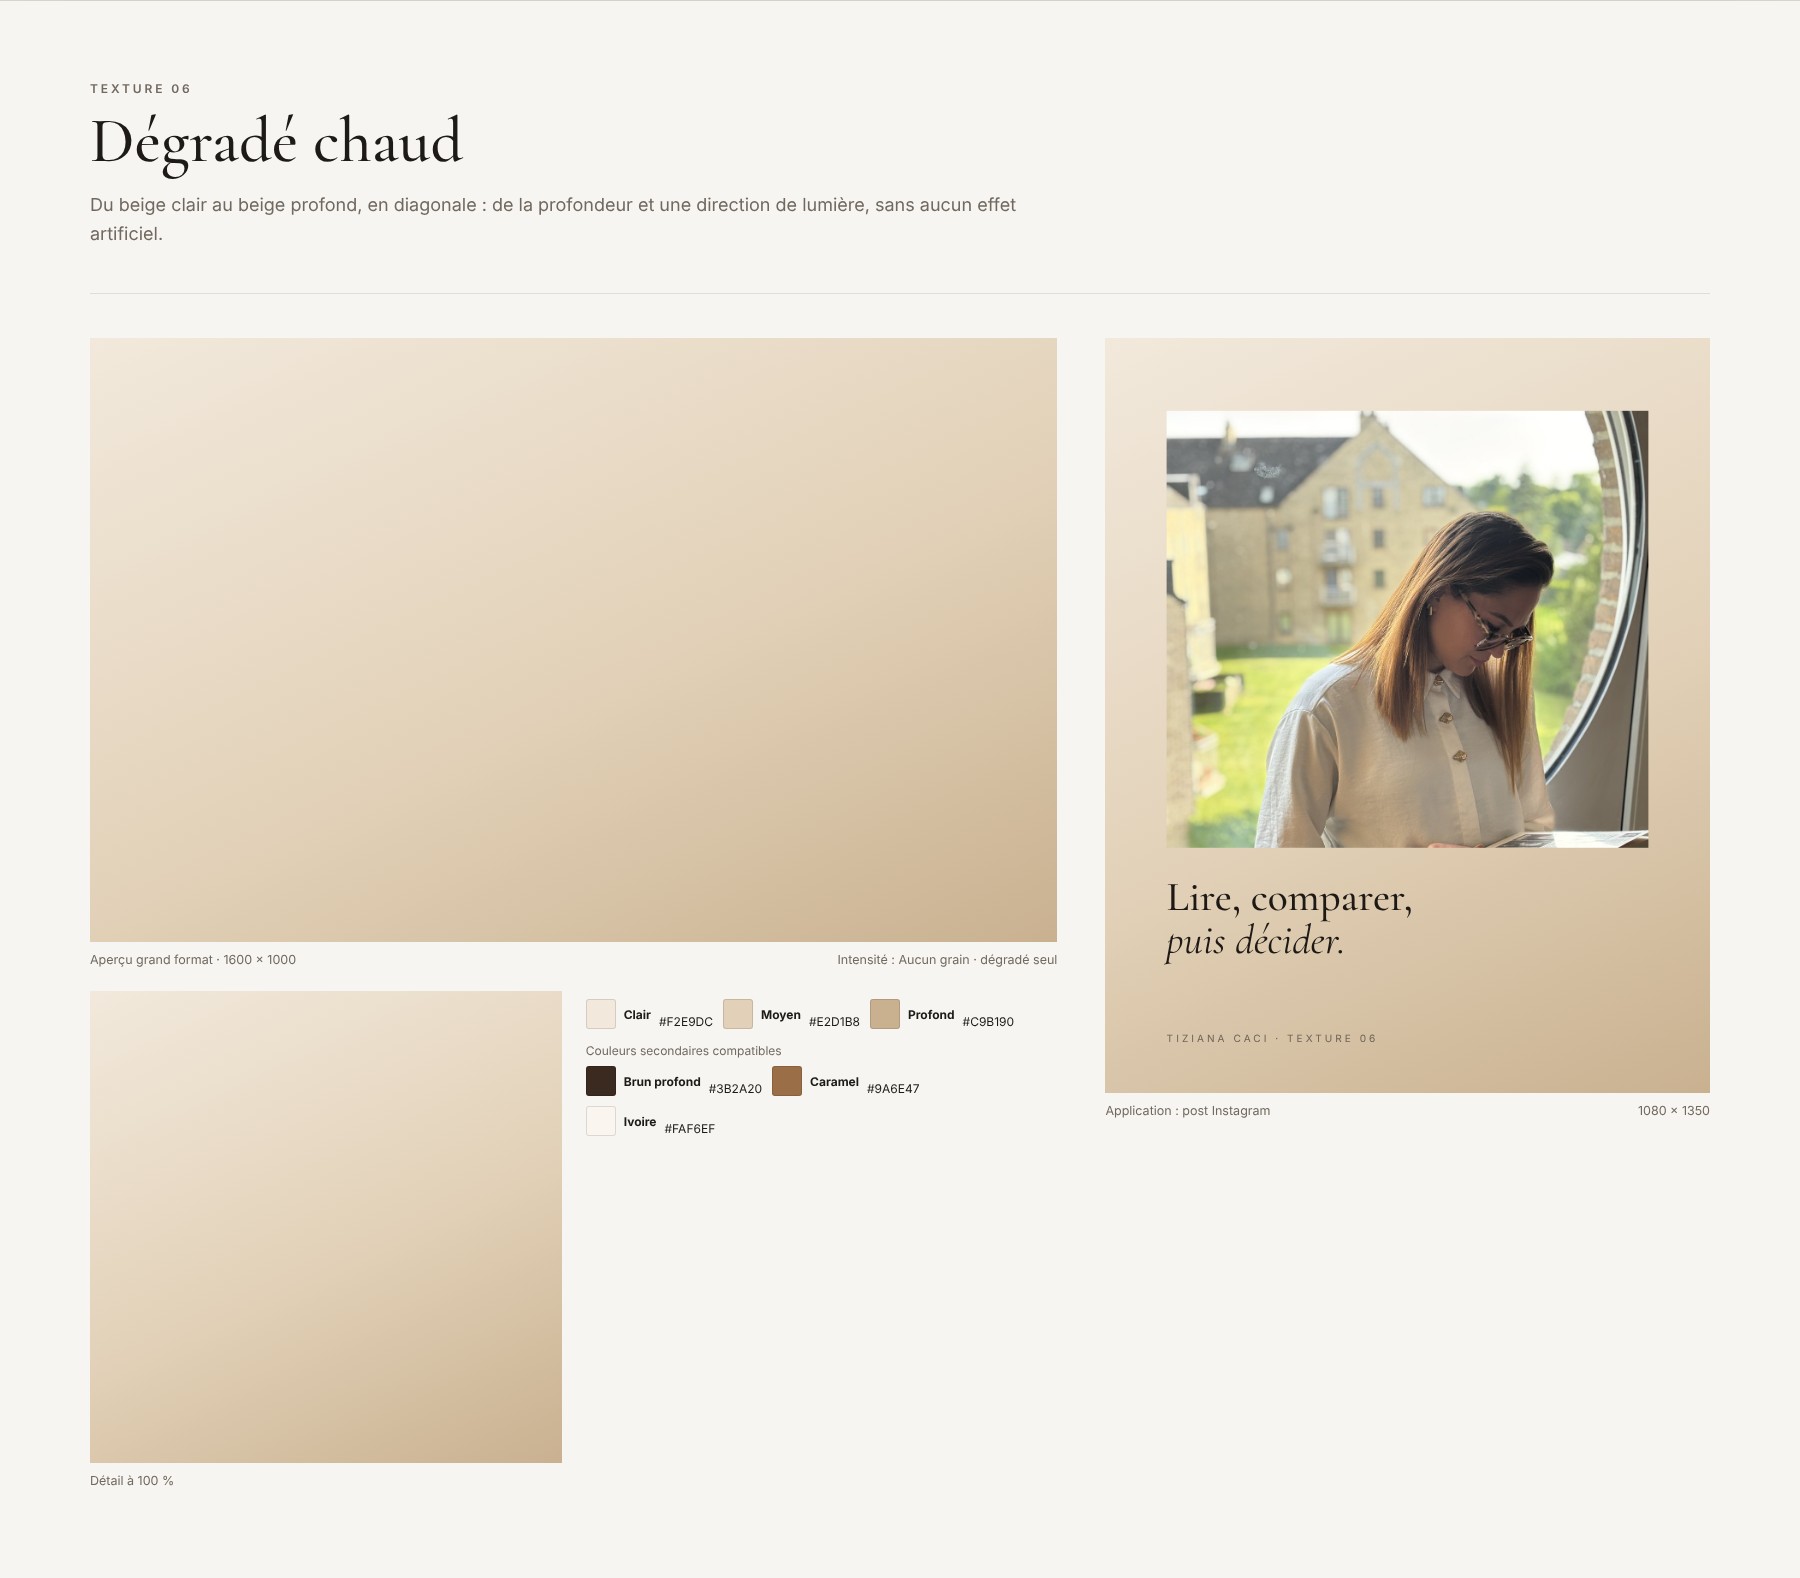 TEXTURE 06
Dégradé chaud
Du beige clair au beige profond, en diagonale : de la profondeur et une direction de lumière, sans aucun effet
artificiel.
Aperçu grand format · 1600 × 1000
Intensité : Aucun grain · dégradé seul
Clair #F2E9DC Moyen #E2D1B8 Profond #C9B190
Couleurs secondaires compatibles
Brun profond #3B2A20 Caramel #9A6E47
Ivoire #FAF6EF
Détail à 100 %
Lire, comparer,
puis décider.
TIZIANA CACI · TEXTURE 06
Application : post Instagram
1080 × 1350